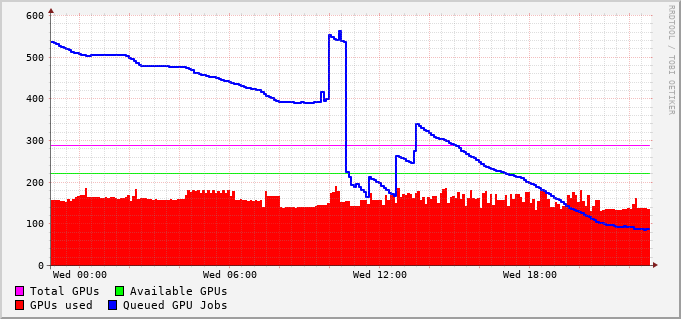 600
500
400
300
200
100
0
Wed 00:00 Wed 06:00 Wed 12:00 Wed 18:00
Total GPUs Available GPUs
GPUs used Queued GPU Jobs
RRDTOOL / TOBI OETIKER